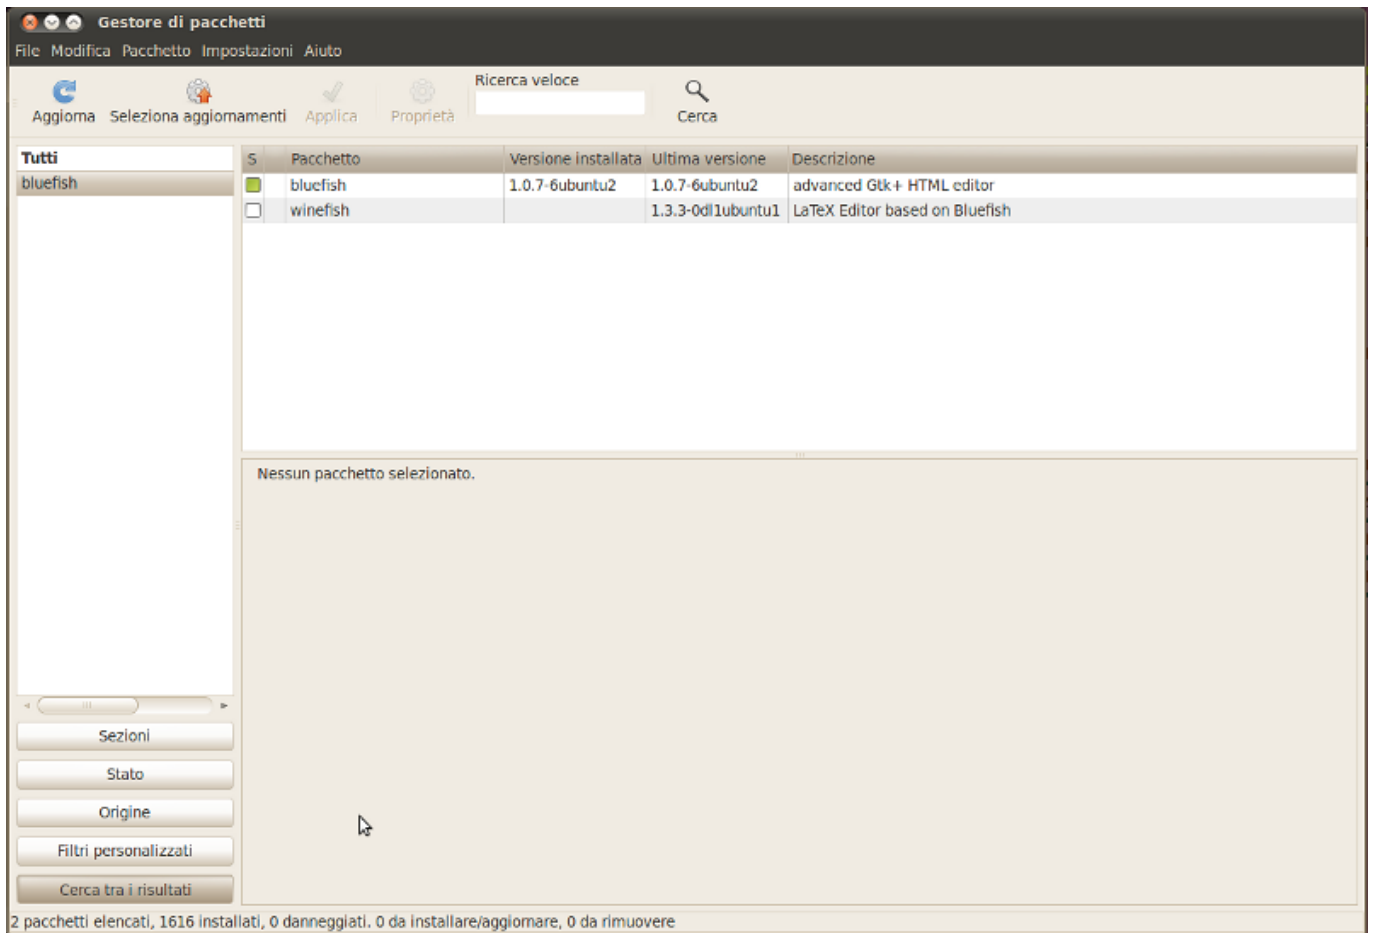 Gestore di pacchetti
File Modifica Pacchetto Impostazioni Aiuto
Aggiorna Seleziona aggiornamenti Applica Proprietà Ricerca veloce Cerca
Tutti
bluefish
S Pacchetto Versione installata Ultima versione Descrizione
bluefish 1.0.7-6ubuntu2 1.0.7-6ubuntu2 advanced Gtk+ HTML editor
winefish 1.3.3-0dl1ubuntu1 LaTeX Editor based on Bluefish
Nessun pacchetto selezionato.
Sezioni
Stato
Origine
Filtri personalizzati
Cerca tra i risultati
2 pacchetti elencati, 1616 installati, 0 danneggiati. 0 da installare/aggiornare, 0 da rimuovere